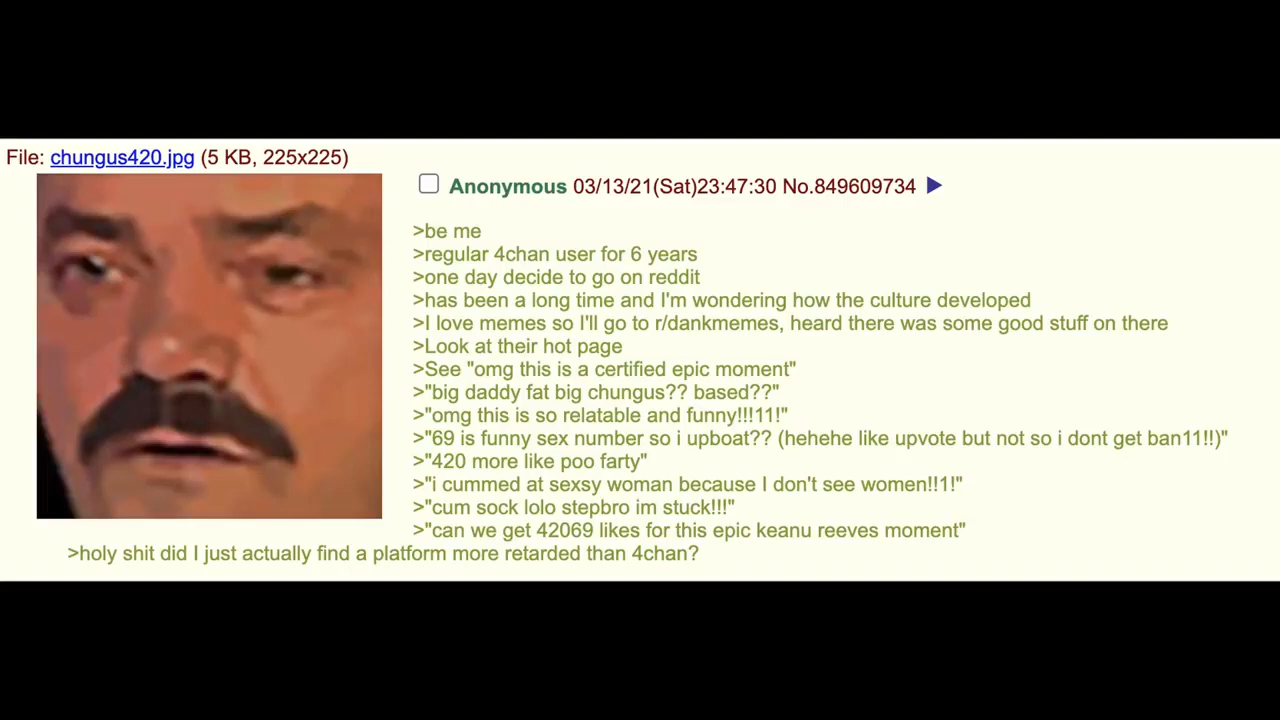 File: chungus420.jpg (5 KB, 225x225)
Anonymous 03/13/21(Sat)23:47:30 No.849609734
>be me
>regular 4chan user for 6 years
>one day decide to go on reddit
>has been a long time and I'm wondering how the culture developed
>I love memes so I'll go to r/dankmemes, heard there was some good stuff on there
>Look at their hot page
>See "omg this is a certified epic moment"
>"big daddy fat big chungus?? based??"
>"omg this is so relatable and funny!!!11!"
>"69 is funny sex number so i upboat?? (hehehe like upvote but not so i dont get ban11!!)"
>"420 more like poo farty"
>"i cummed at sexsy woman because I don't see women!!1!"
>"cum sock lolo stepbro im stuck!!!"
>"can we get 42069 likes for this epic keanu reeves moment"
>holy shit did I just actually find a platform more retarded than 4chan?